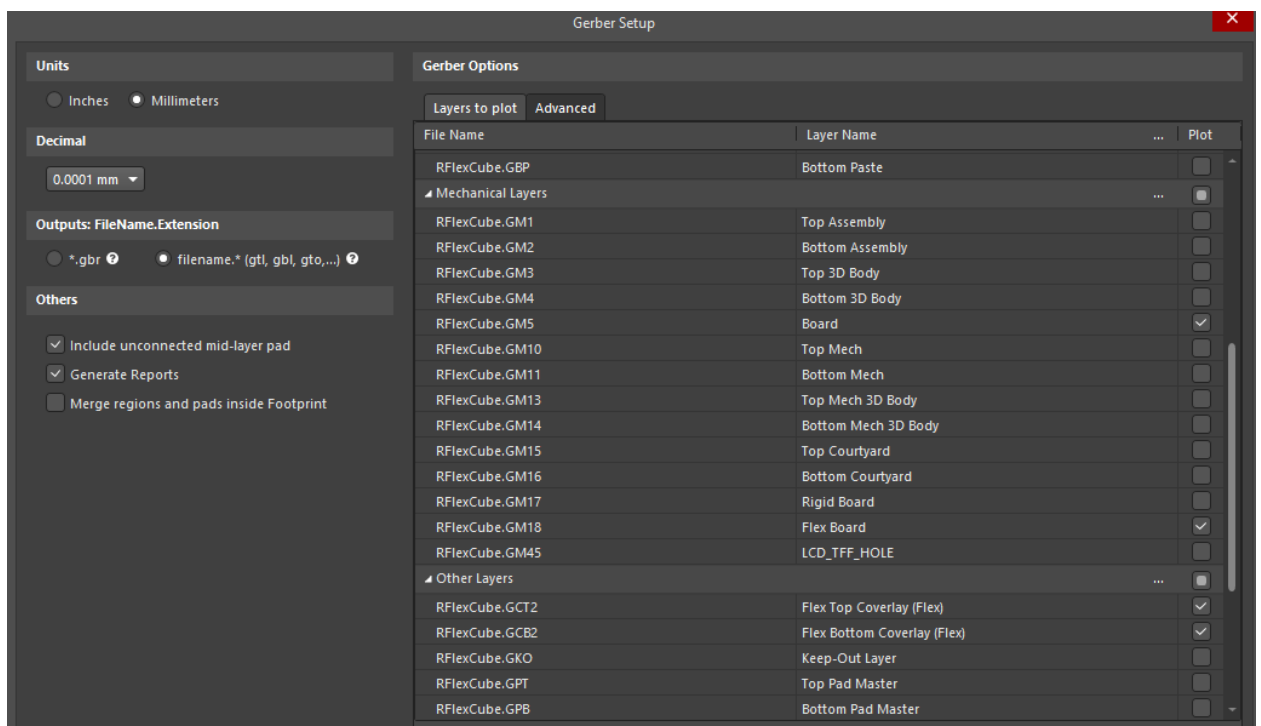 Gerber Setup
Units
Inches Millimeters
Decimal
0.0001 mm
Outputs: FileName.Extension
*.gbr filename.* (gtl, gbl, gto,...)
Others
Include unconnected mid-layer pad
Generate Reports
Merge regions and pads inside Footprint
Gerber Options
Layers to plot Advanced
File Name Layer Name ... Plot
RFlexCube.GBP Bottom Paste
Mechanical Layers ...
RFlexCube.GM1 Top Assembly
RFlexCube.GM2 Bottom Assembly
RFlexCube.GM3 Top 3D Body
RFlexCube.GM4 Bottom 3D Body
RFlexCube.GM5 Board
RFlexCube.GM10 Top Mech
RFlexCube.GM11 Bottom Mech
RFlexCube.GM13 Top Mech 3D Body
RFlexCube.GM14 Bottom Mech 3D Body
RFlexCube.GM15 Top Courtyard
RFlexCube.GM16 Bottom Courtyard
RFlexCube.GM17 Rigid Board
RFlexCube.GM18 Flex Board
RFlexCube.GM45 LCD_TFF_HOLE
Other Layers ...
RFlexCube.GCT2 Flex Top Coverlay (Flex)
RFlexCube.GCB2 Flex Bottom Coverlay (Flex)
RFlexCube.GKO Keep-Out Layer
RFlexCube.GPT Top Pad Master
RFlexCube.GPB Bottom Pad Master